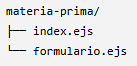 materia-prima/
├── index.ejs
└── formulario.ejs